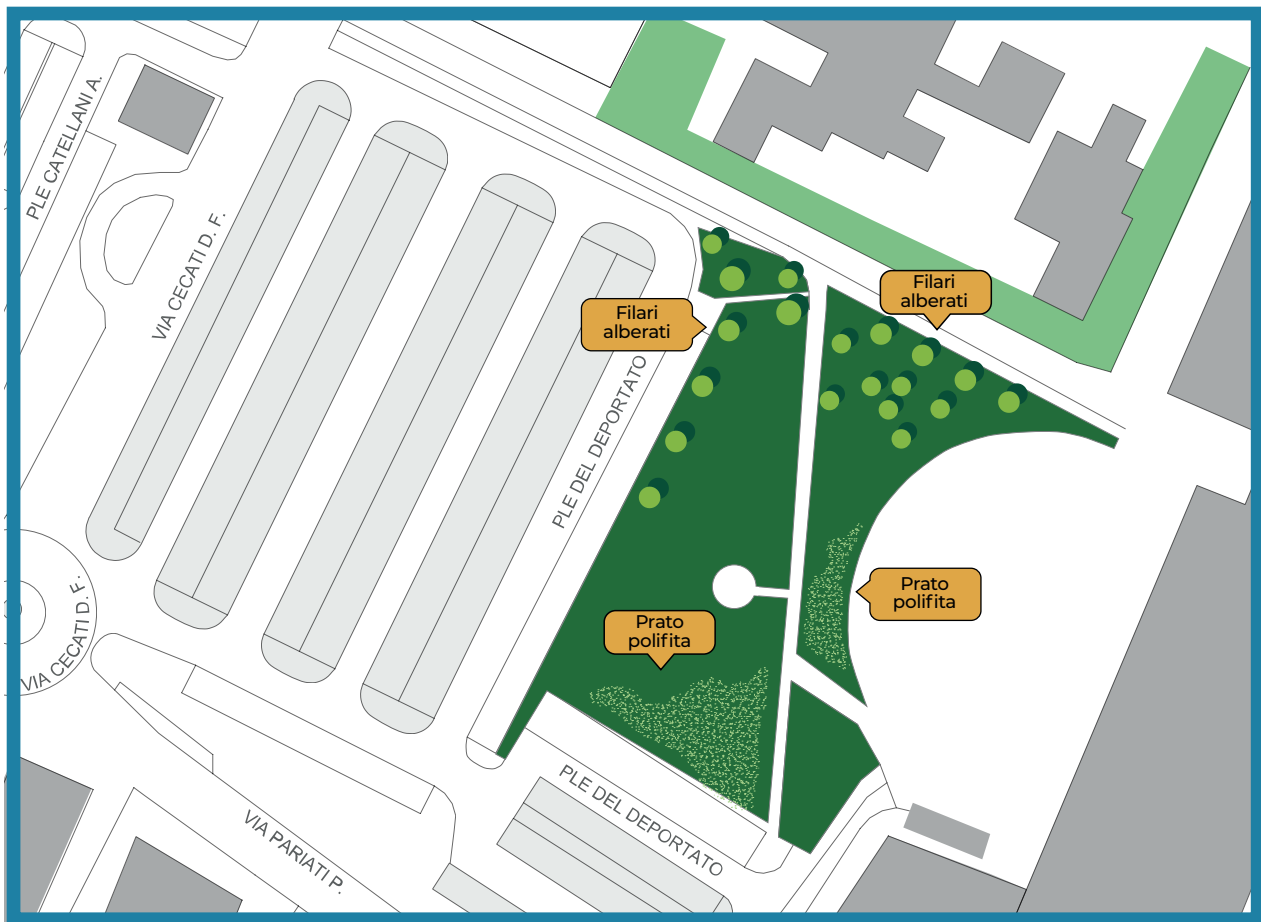 PLE CATELLANI A.
VIA CECATI D. F.
Filari
alberati
Filari
alberati
PLE DEL DEPORTATO
Prato
polifita
Prato
polifita
VIA CECATI D. F.
PLE DEL DEPORTATO
VIA PARIATI P.